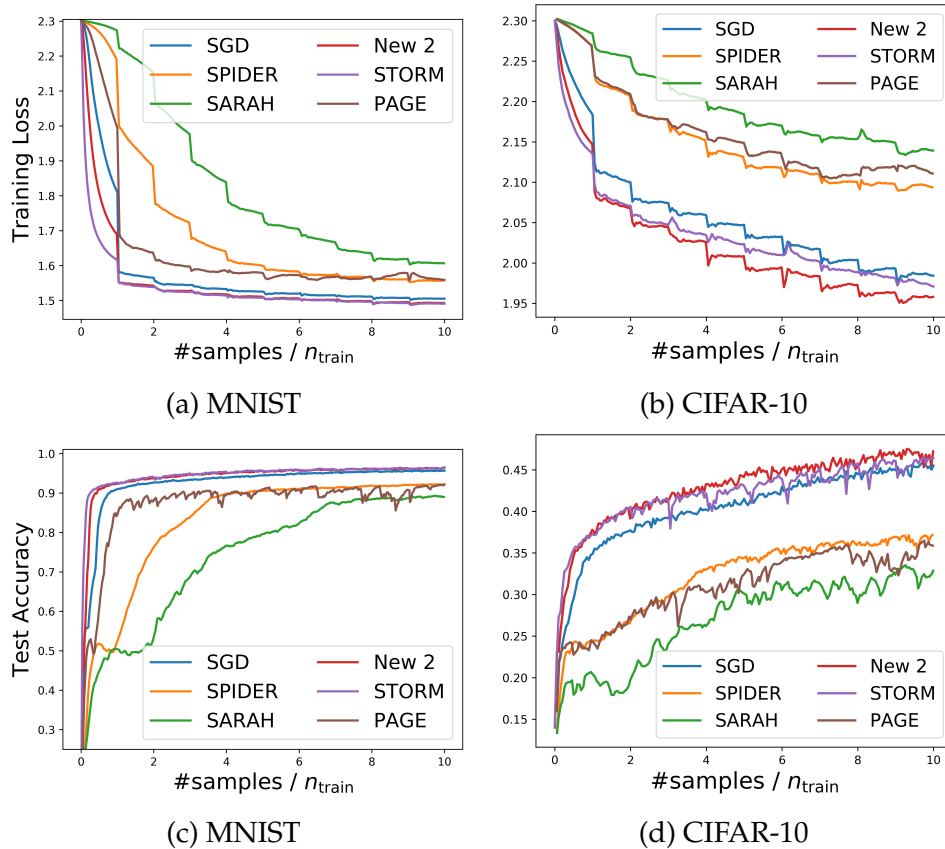 2.3
2.2
2.1
2.0
1.9
1.8
1.7
1.6
1.5
Training Loss
SGD
SPIDER
SARAH
New 2
STORM
PAGE
0 2 4 6 8 10
#samples / n_train
(a) MNIST
2.30
2.25
2.20
2.15
2.10
2.05
2.00
1.95
SGD
SPIDER
SARAH
New 2
STORM
PAGE
0 2 4 6 8 10
#samples / n_train
(b) CIFAR-10
1.0
0.9
0.8
0.7
0.6
0.5
0.4
0.3
Test Accuracy
SGD
SPIDER
SARAH
New 2
STORM
PAGE
0 2 4 6 8 10
#samples / n_train
(c) MNIST
0.45
0.40
0.35
0.30
0.25
0.20
0.15
SGD
SPIDER
SARAH
New 2
STORM
PAGE
0 2 4 6 8 10
#samples / n_train
(d) CIFAR-10